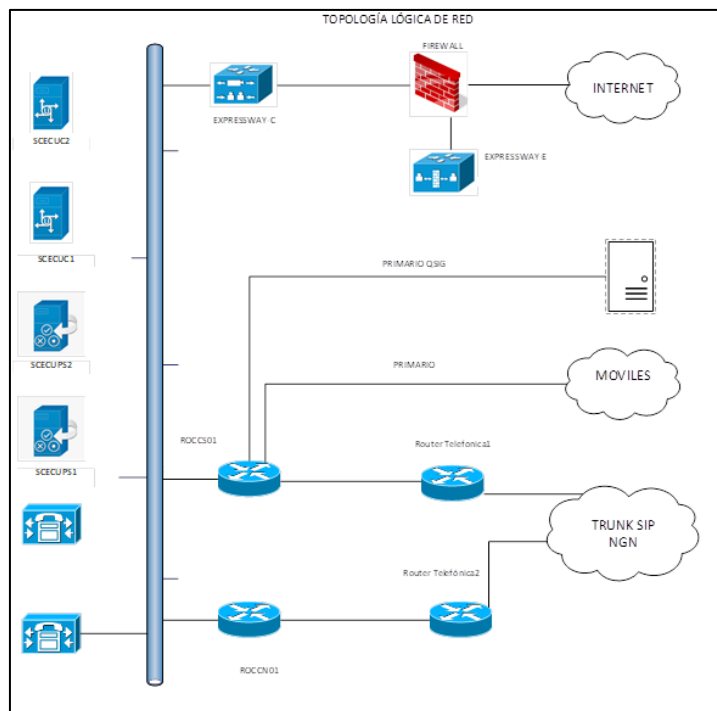 TOPOLOGÍA LÓGICA DE RED
FIREWALL
INTERNET
EXPRESSWAY-C
SCECUC2
EXPRESSWAY E
SCECUC1
PRIMARIO QSIG
SCECUPS2
PRIMARIO
MOVILES
ROCCS01
Router Telefonica1
SCECUPS1
TRUNK SIP
NGN
Router Telefónica2
ROCCN01